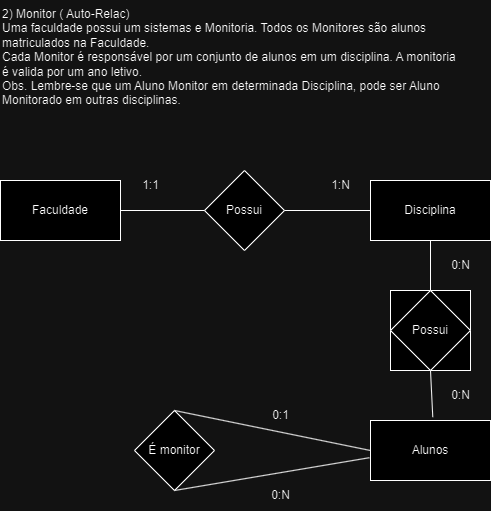 2) Monitor ( Auto-Relac)
Uma faculdade possui um sistemas e Monitoria. Todos os Monitores são alunos
matriculados na Faculdade.
Cada Monitor é responsável por um conjunto de alunos em um disciplina. A monitoria
é valida por um ano letivo.
Obs. Lembre-se que um Aluno Monitor em determinada Disciplina, pode ser Aluno
Monitorado em outras disciplinas.
1:1
1:N
Faculdade
Possui
Disciplina
0:N
Possui
0:N
0:1
É monitor
Alunos
0:N